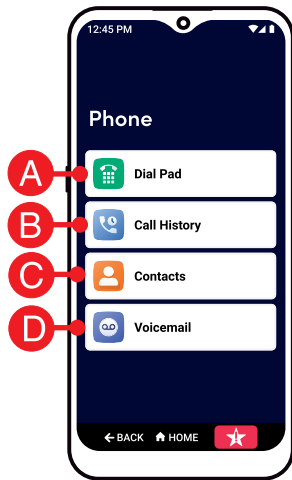 12:45 PM
Phone
A
Dial Pad
B
Call History
C
Contacts
D
Voicemail
BACK HOME